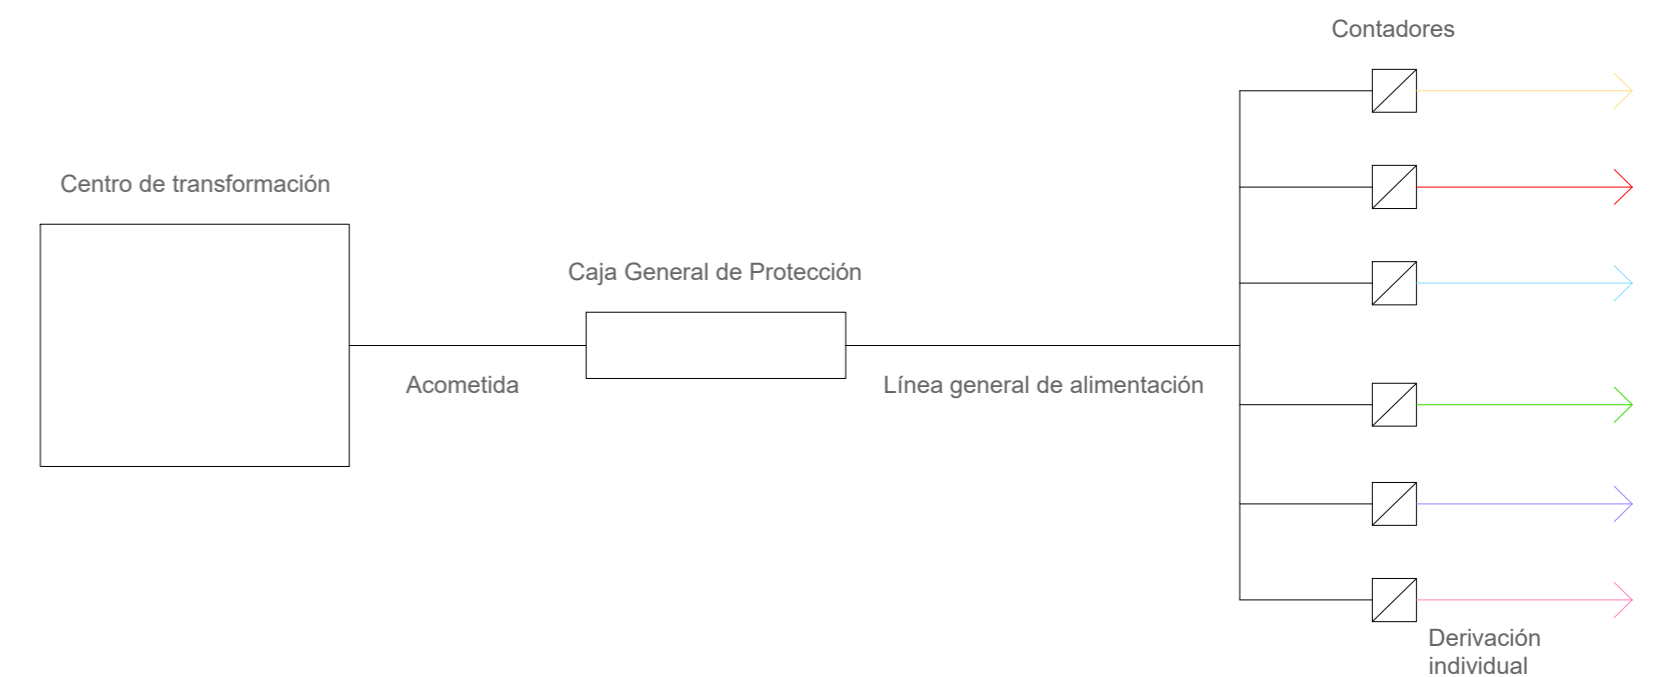 Contadores
Centro de transformación
Caja General de Protección
Acometida
Línea general de alimentación
Derivación
individual